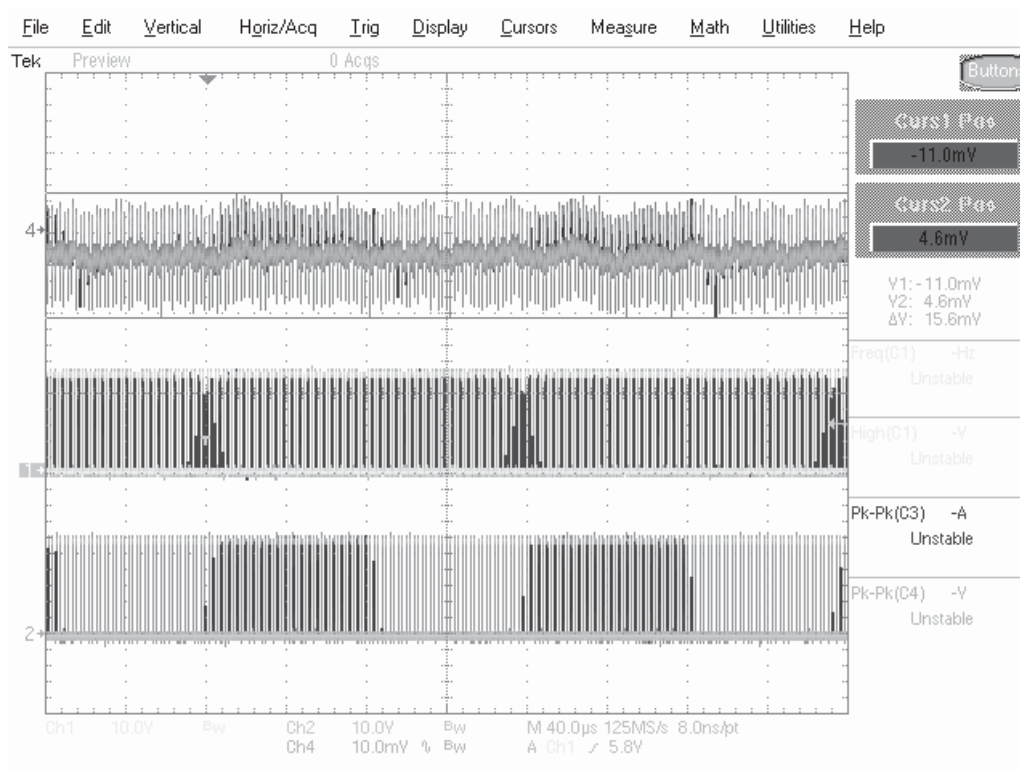 File Edit Vertical Horiz/Acq Trig Display Cursors Measure Math Utilities Help
Tek Preview 0 Acqs
Button
Curs1 Pos
-11.0mV
Curs2 Pos
4.6mV
4
V1: -11.0mV
V2: 4.6mV
ΔV: 15.6mV
Freq(C1) -Hz
Unstable
High(C1) -V
Unstable
1
Pk-Pk(C3) -A
Unstable
Pk-Pk(C4) -V
Unstable
2
Ch1 10.0V Bw Ch2 10.0V Bw M 40.0µs 125MS/s 8.0ns/pt
Ch4 10.0mV Bw A Ch1 5.8V